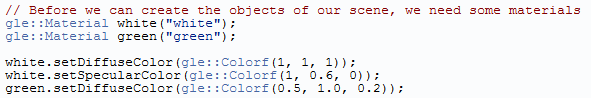 // Before we can create the objects of our scene, we need some materials
gle::Material white("white");
gle::Material green("green");
white.setDiffuseColor(gle::Colorf(1, 1, 1));
white.setSpecularColor(gle::Colorf(1, 0.6, 0));
green.setDiffuseColor(gle::Colorf(0.5, 1.0, 0.2));